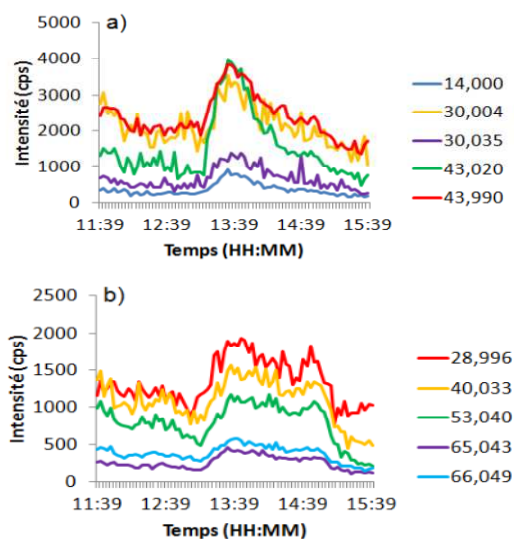 a)
5000
4000
3000
2000
1000
0
Intensité (cps)
11:39 12:39 13:39 14:39 15:39
Temps (HH:MM)
14,000
30,004
30,035
43,020
43,990
b)
2500
2000
1500
1000
500
0
Intensité (cps)
11:39 12:39 13:39 14:39 15:39
Temps (HH:MM)
28,996
40,033
53,040
65,043
66,049